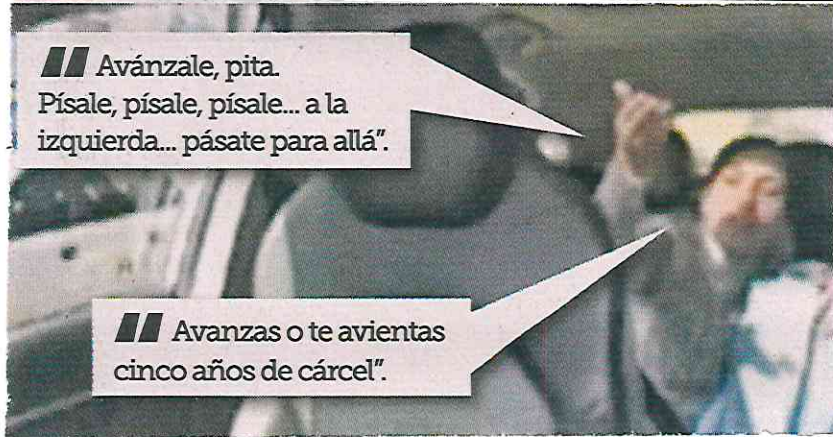 " Avánzale, pita.
Písale, písale, písale... a la
izquierda... pásate para allá”.
" Avanzas o te avientas
cinco años de cárcel”.